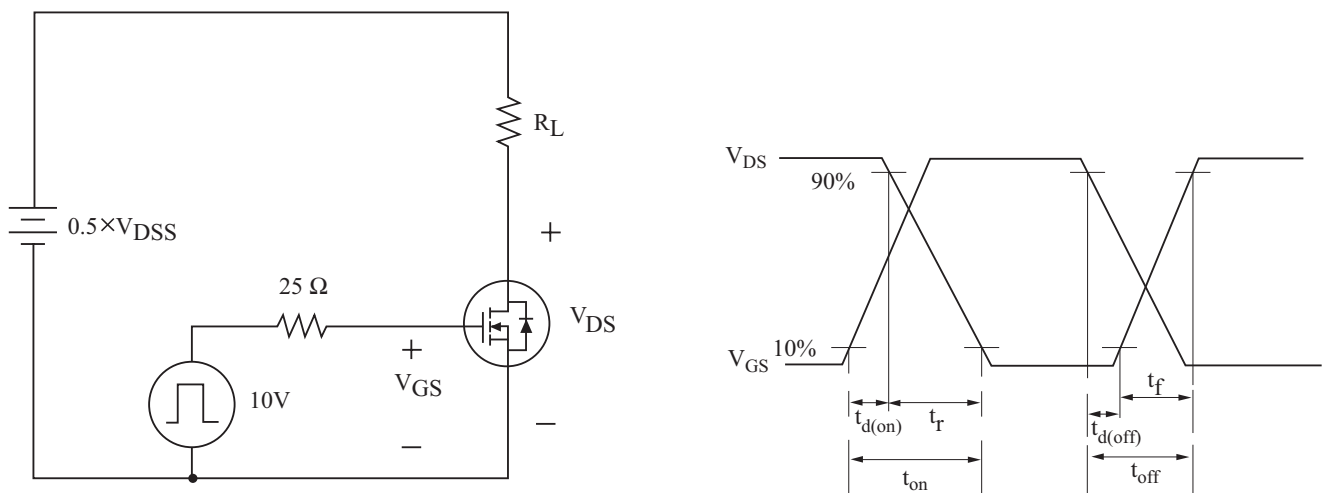 R_L
0.5×V_DSS
+
25 Ω
V_DS
+
V_GS
10V
−
−
V_DS
90%
V_GS 10%
t_d(on)
t_r
t_f
t_d(off)
t_on
t_off